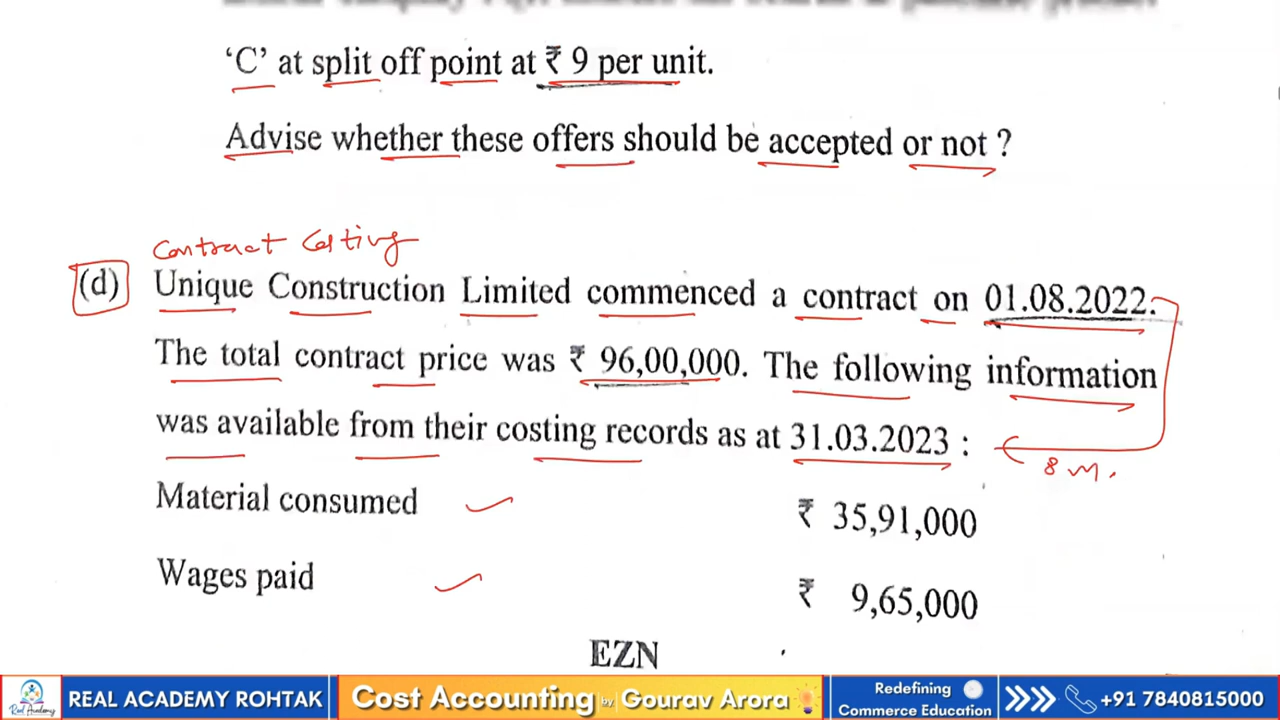 'C' at split off point at ₹ 9 per unit.
Advise whether these offers should be accepted or not ?
Contract Costing
(d) Unique Construction Limited commenced a contract on 01.08.2022.
The total contract price was ₹ 96,00,000. The following information
was available from their costing records as at 31.03.2023 :
8 m.
Material consumed ₹ 35,91,000
Wages paid ₹ 9,65,000
EZN
Real Academy
REAL ACADEMY ROHTAK Cost Accounting by Gourav Arora Redefining Commerce Education +91 7840815000